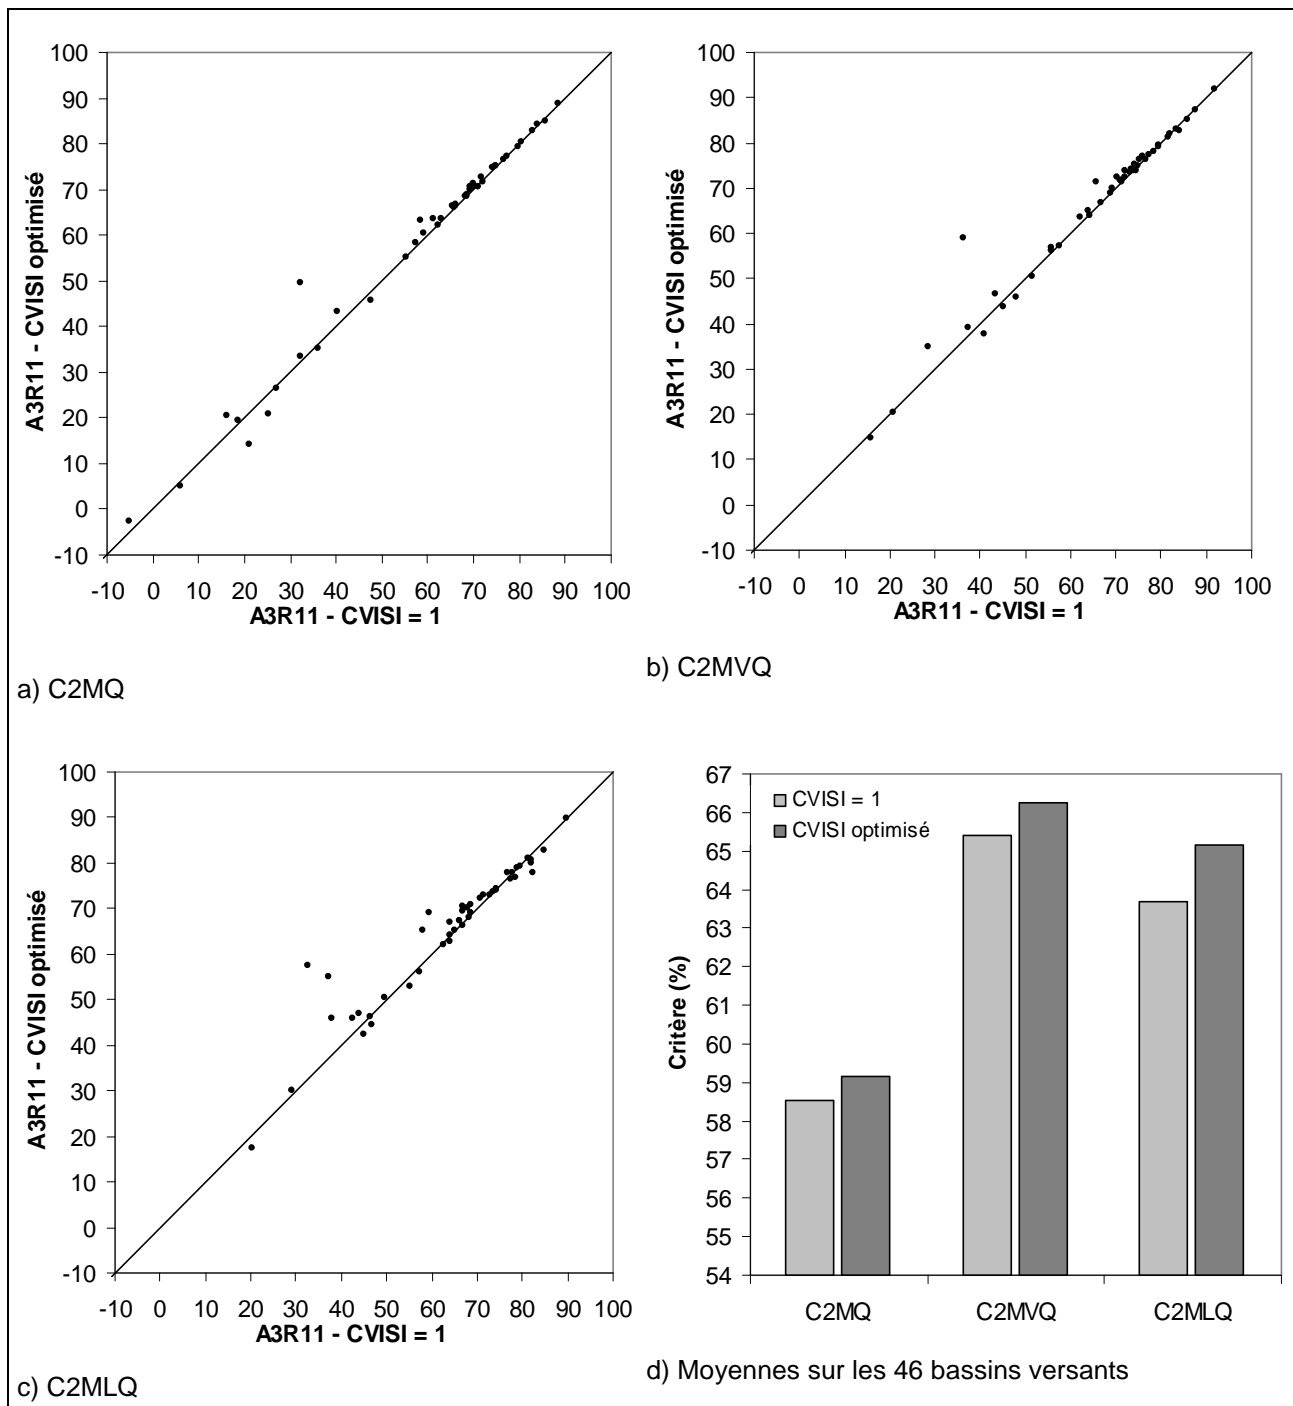 100
90
80
70
60
50
40
30
20
10
0
-10
-10 0 10 20 30 40 50 60 70 80 90 100
A3R11 - CVISI optimisé
A3R11 - CVISI = 1
a) C2MQ
100
90
80
70
60
50
40
30
20
10
0
-10
-10 0 10 20 30 40 50 60 70 80 90 100
A3R11 - CVISI optimisé
A3R11 - CVISI = 1
b) C2MVQ
100
90
80
70
60
50
40
30
20
10
0
-10
-10 0 10 20 30 40 50 60 70 80 90 100
A3R11 - CVISI optimisé
A3R11 - CVISI = 1
c) C2MLQ
67
66
65
64
63
62
61
60
59
58
57
56
55
54
Critère (%)
CVISI = 1
CVISI optimisé
C2MQ C2MVQ C2MLQ
d) Moyennes sur les 46 bassins versants